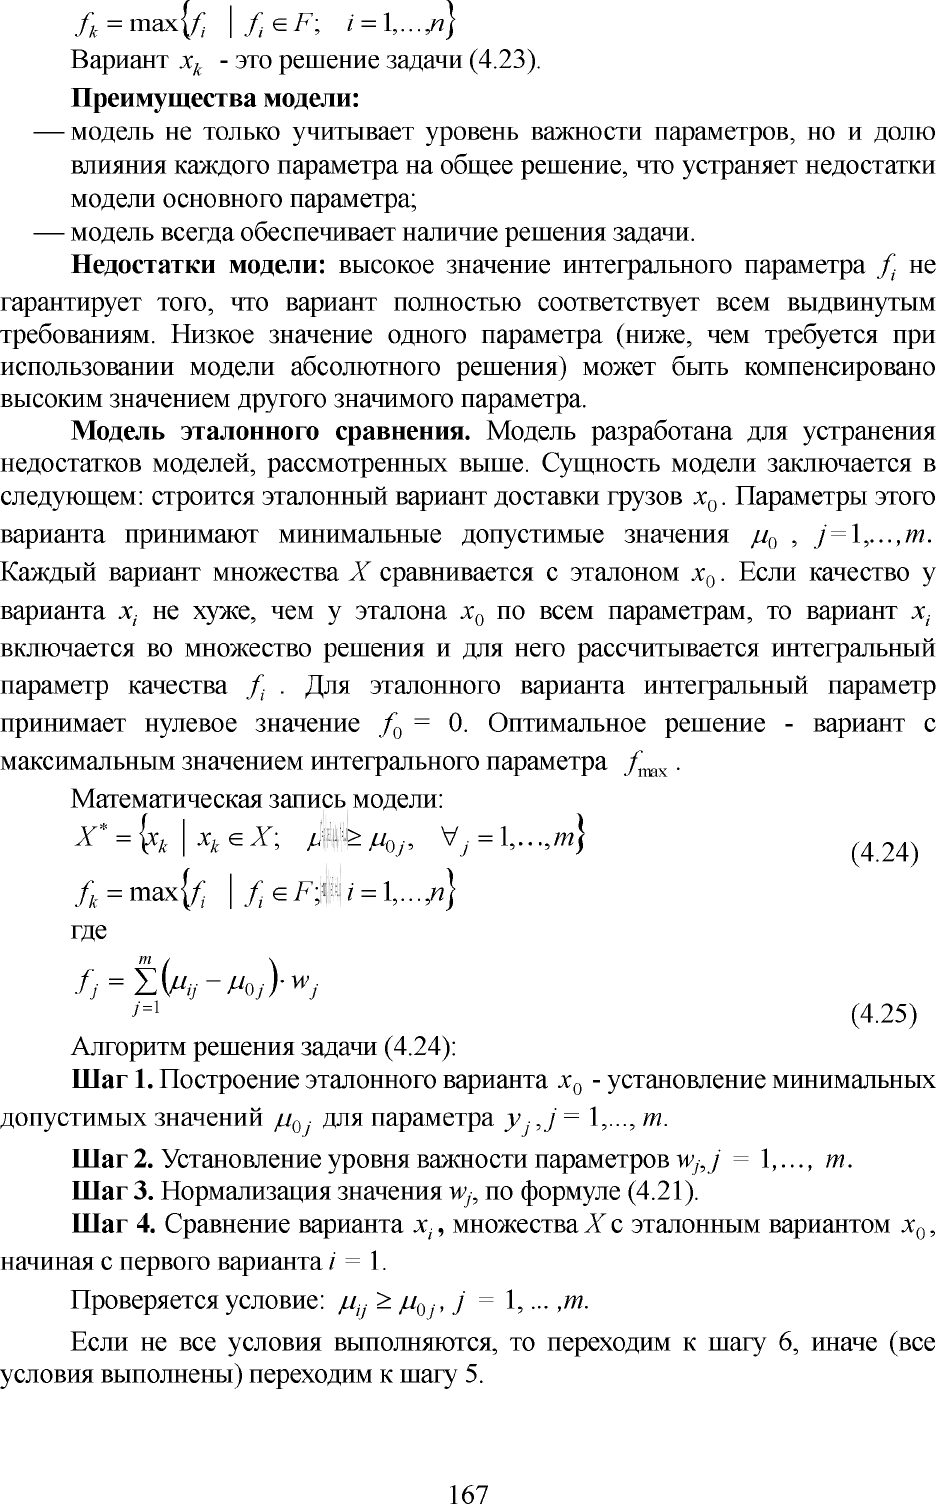 f_k = max{f_i | f_i ∈ F; i = 1,...,n}
Вариант x_k - это решение задачи (4.23).
Преимущества модели:
— модель не только учитывает уровень важности параметров, но и долю
влияния каждого параметра на общее решение, что устраняет недостатки
модели основного параметра;
— модель всегда обеспечивает наличие решения задачи.
Недостатки модели: высокое значение интегрального параметра f_i не
гарантирует того, что вариант полностью соответствует всем выдвинутым
требованиям. Низкое значение одного параметра (ниже, чем требуется при
использовании модели абсолютного решения) может быть компенсировано
высоким значением другого значимого параметра.
Модель эталонного сравнения. Модель разработана для устранения
недостатков моделей, рассмотренных выше. Сущность модели заключается в
следующем: строится эталонный вариант доставки грузов x_0. Параметры этого
варианта принимают минимальные допустимые значения μ_0 , j=1,...,m.
Каждый вариант множества X сравнивается с эталоном x_0. Если качество у
варианта x_i не хуже, чем у эталона x_0 по всем параметрам, то вариант x_i
включается во множество решения и для него рассчитывается интегральный
параметр качества f_i . Для эталонного варианта интегральный параметр
принимает нулевое значение f_0 = 0. Оптимальное решение - вариант с
максимальным значением интегрального параметра f_max .
Математическая запись модели:
X* = {x_k | x_k ∈ X; μ ≥ μ_0j, ∀_j = 1,...,m}
(4.24)
f_k = max{f_i | f_i ∈ F; i = 1,...,n}
где
f_j = ∑_{j=1}^{m} (μ_ij − μ_0j)· w_j
(4.25)
Алгоритм решения задачи (4.24):
Шаг 1. Построение эталонного варианта x_0 - установление минимальных
допустимых значений μ_0j для параметра y_j, j = 1,..., m.
Шаг 2. Установление уровня важности параметров w_j, j = 1,..., m.
Шаг 3. Нормализация значения w_j, по формуле (4.21).
Шаг 4. Сравнение варианта x_i, множества X с эталонным вариантом x_0,
начиная с первого варианта i = 1.
Проверяется условие: μ_ij ≥ μ_0j, j = 1, ... ,m.
Если не все условия выполняются, то переходим к шагу 6, иначе (все
условия выполнены) переходим к шагу 5.
167